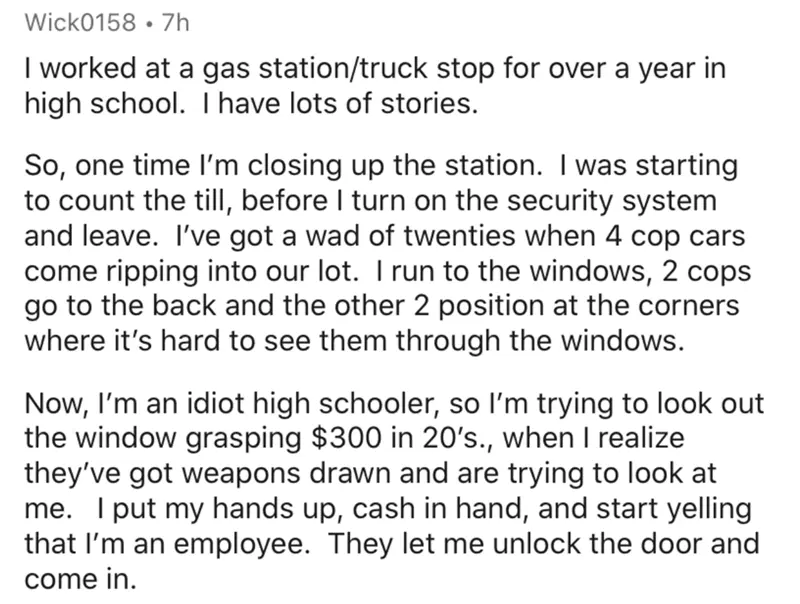 Wick0158 • 7h
I worked at a gas station/truck stop for over a year in
high school.  I have lots of stories.
So, one time I'm closing up the station.  I was starting
to count the till, before I turn on the security system
and leave.  I've got a wad of twenties when 4 cop cars
come ripping into our lot.  I run to the windows, 2 cops
go to the back and the other 2 position at the corners
where it's hard to see them through the windows.
Now, I'm an idiot high schooler, so I'm trying to look out
the window grasping $300 in 20's., when I realize
they've got weapons drawn and are trying to look at
me.   I put my hands up, cash in hand, and start yelling
that I'm an employee.  They let me unlock the door and
come in.